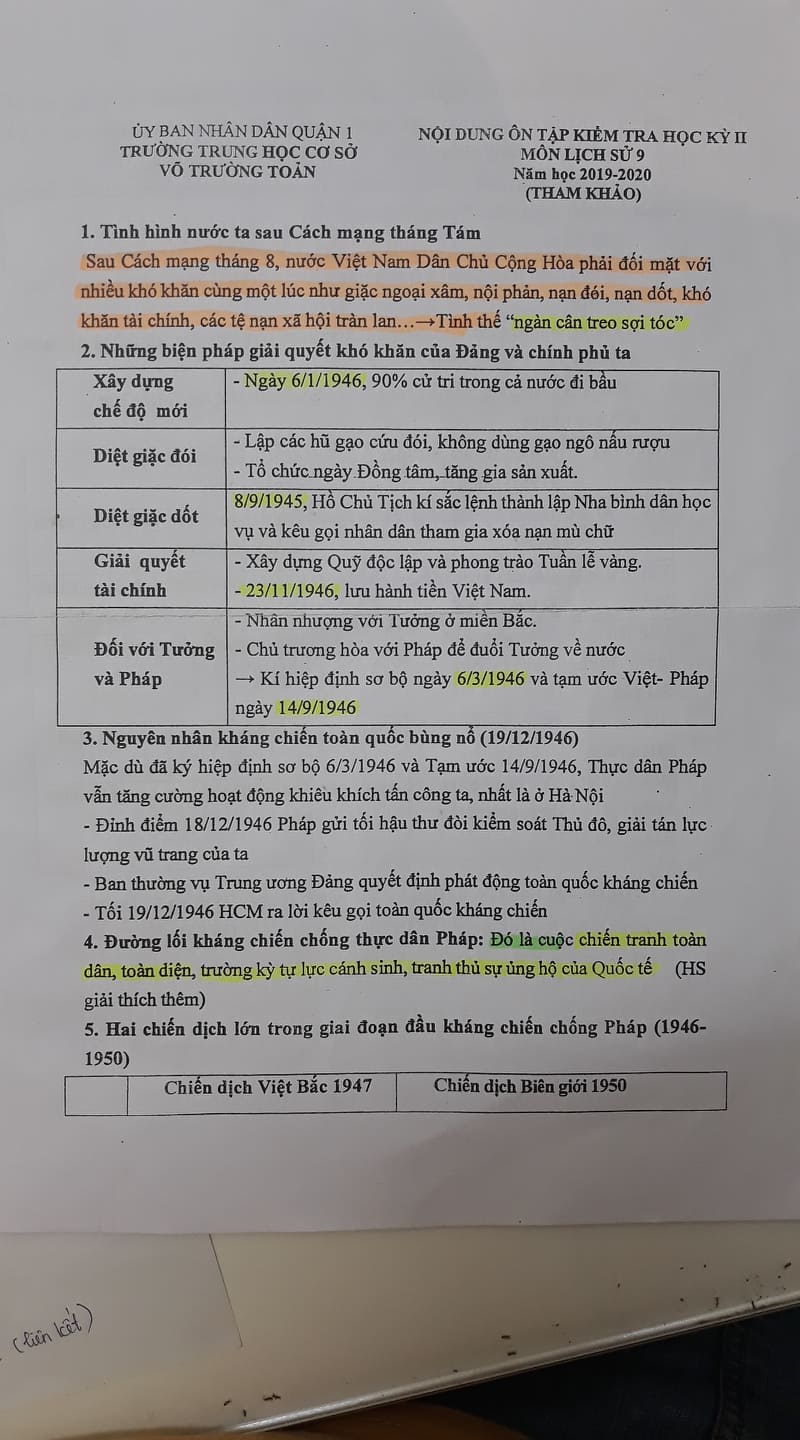 ỦY BAN NHÂN DÂN QUẬN 1
TRƯỜNG TRUNG HỌC CƠ SỞ
VÕ TRƯỜNG TOẢN
NỘI DUNG ÔN TẬP KIỂM TRA HỌC KỲ II
MÔN LỊCH SỬ 9
Năm học 2019-2020
(THAM KHẢO)
1. Tình hình nước ta sau Cách mạng tháng Tám
Sau Cách mạng tháng 8, nước Việt Nam Dân Chủ Cộng Hòa phải đối mặt với
nhiều khó khăn cùng một lúc như giặc ngoại xâm, nội phản, nạn đói, nạn dốt, khó
khăn tài chính, các tệ nạn xã hội tràn lan...→Tình thế “ngàn cân treo sợi tóc”
2. Những biện pháp giải quyết khó khăn của Đảng và chính phủ ta
Xây dựng
chế độ mới
- Ngày 6/1/1946, 90% cử tri trong cả nước đi bầu
Diệt giặc đói
- Lập các hũ gạo cứu đói, không dùng gạo ngô nấu rượu
- Tổ chức ngày Đồng tâm, tăng gia sản xuất.
Diệt giặc dốt
8/9/1945, Hồ Chủ Tịch kí sắc lệnh thành lập Nha bình dân học
vụ và kêu gọi nhân dân tham gia xóa nạn mù chữ
Giải quyết
tài chính
- Xây dựng Quỹ độc lập và phong trào Tuần lễ vàng.
- 23/11/1946, lưu hành tiền Việt Nam.
Đối với Tưởng
và Pháp
- Nhân nhượng với Tưởng ở miền Bắc.
- Chủ trương hòa với Pháp để đuổi Tưởng về nước
→ Kí hiệp định sơ bộ ngày 6/3/1946 và tạm ước Việt- Pháp
ngày 14/9/1946
3. Nguyên nhân kháng chiến toàn quốc bùng nổ (19/12/1946)
Mặc dù đã ký hiệp định sơ bộ 6/3/1946 và Tạm ước 14/9/1946, Thực dân Pháp
vẫn tăng cường hoạt động khiêu khích tấn công ta, nhất là ở Hà Nội
- Đỉnh điểm 18/12/1946 Pháp gửi tối hậu thư đòi kiểm soát Thủ đô, giải tán lực
lượng vũ trang của ta
- Ban thường vụ Trung ương Đảng quyết định phát động toàn quốc kháng chiến
- Tối 19/12/1946 HCM ra lời kêu gọi toàn quốc kháng chiến
4. Đường lối kháng chiến chống thực dân Pháp: Đó là cuộc chiến tranh toàn
dân, toàn diện, trường kỳ tự lực cánh sinh, tranh thủ sự ủng hộ của Quốc tế (HS
giải thích thêm)
5. Hai chiến dịch lớn trong giai đoạn đầu kháng chiến chống Pháp (1946-
1950)
Chiến dịch Việt Bắc 1947
Chiến dịch Biên giới 1950
(liên kết)